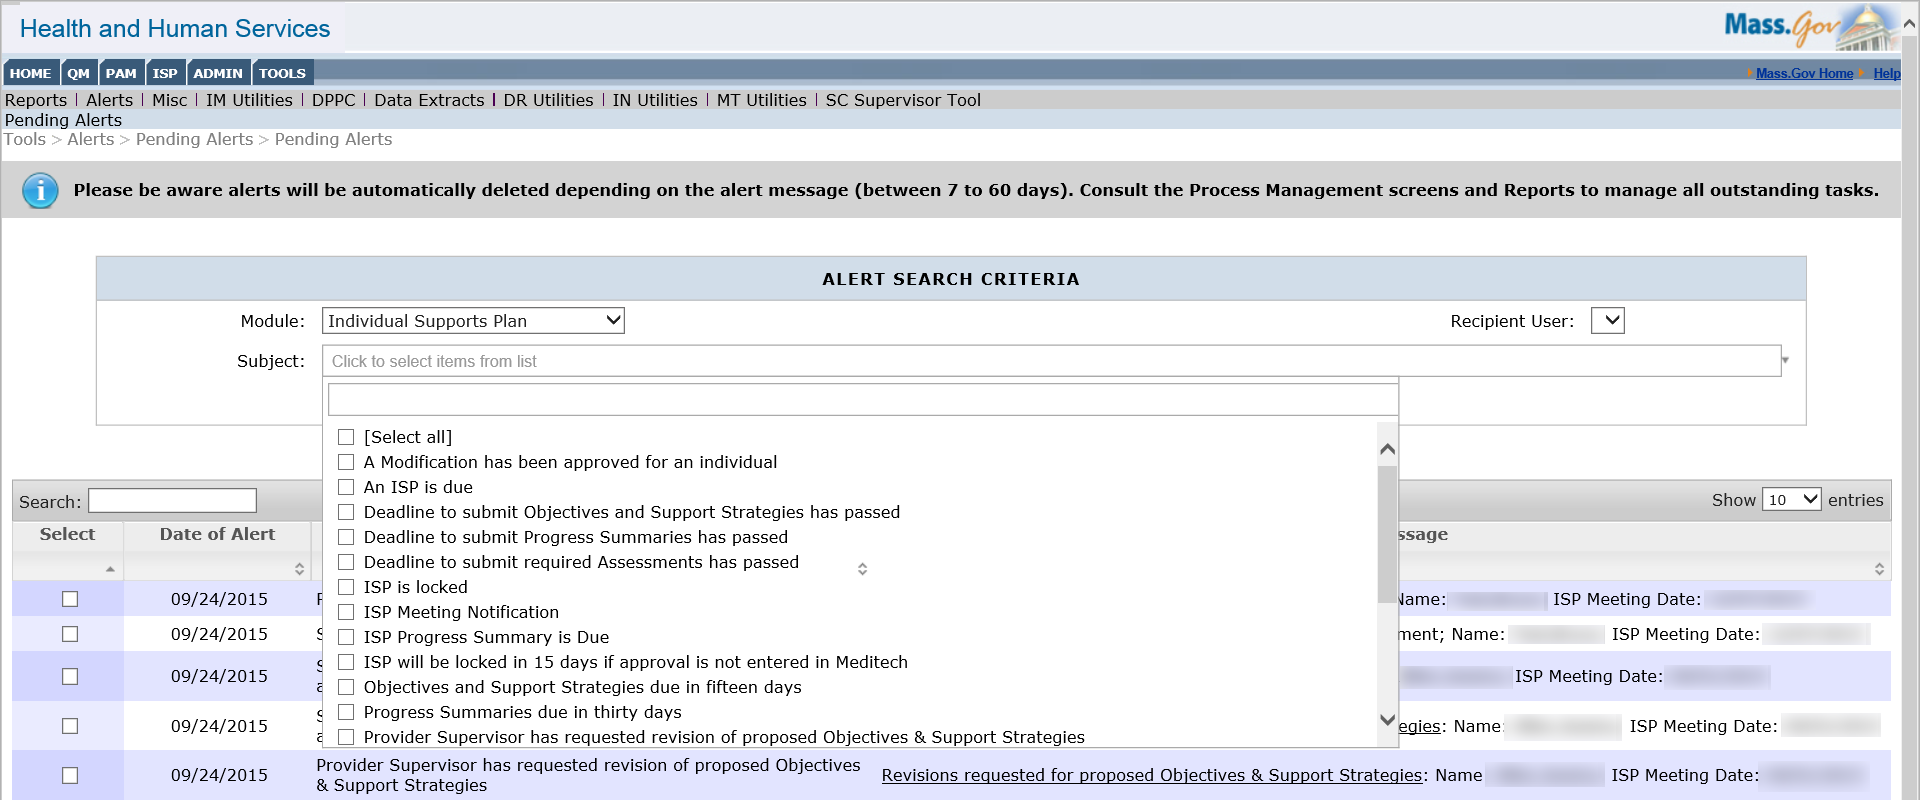 Health and Human Services
Mass.Gov
HOME QM PAM ISP ADMIN TOOLS
Mass.Gov Home Help
Reports | Alerts | Misc | IM Utilities | DPPC | Data Extracts | DR Utilities | IN Utilities | MT Utilities | SC Supervisor Tool
Pending Alerts
Tools > Alerts > Pending Alerts > Pending Alerts
Please be aware alerts will be automatically deleted depending on the alert message (between 7 to 60 days). Consult the Process Management screens and Reports to manage all outstanding tasks.
ALERT SEARCH CRITERIA
Module: Individual Supports Plan Recipient User:
Subject: Click to select items from list
[Select all]
A Modification has been approved for an individual
An ISP is due
Deadline to submit Objectives and Support Strategies has passed
Deadline to submit Progress Summaries has passed
Deadline to submit required Assessments has passed
ISP is locked
ISP Meeting Notification
ISP Progress Summary is Due
ISP will be locked in 15 days if approval is not entered in Meditech
Objectives and Support Strategies due in fifteen days
Progress Summaries due in thirty days
Provider Supervisor has requested revision of proposed Objectives & Support Strategies
Search: Show 10 entries
Select Date of Alert ssage
09/24/2015 Name: ISP Meeting Date:
09/24/2015 ment; Name: ISP Meeting Date:
09/24/2015 ISP Meeting Date:
09/24/2015 egies: Name: ISP Meeting Date:
09/24/2015 Provider Supervisor has requested revision of proposed Objectives
& Support Strategies
Revisions requested for proposed Objectives & Support Strategies: Name ISP Meeting Date: